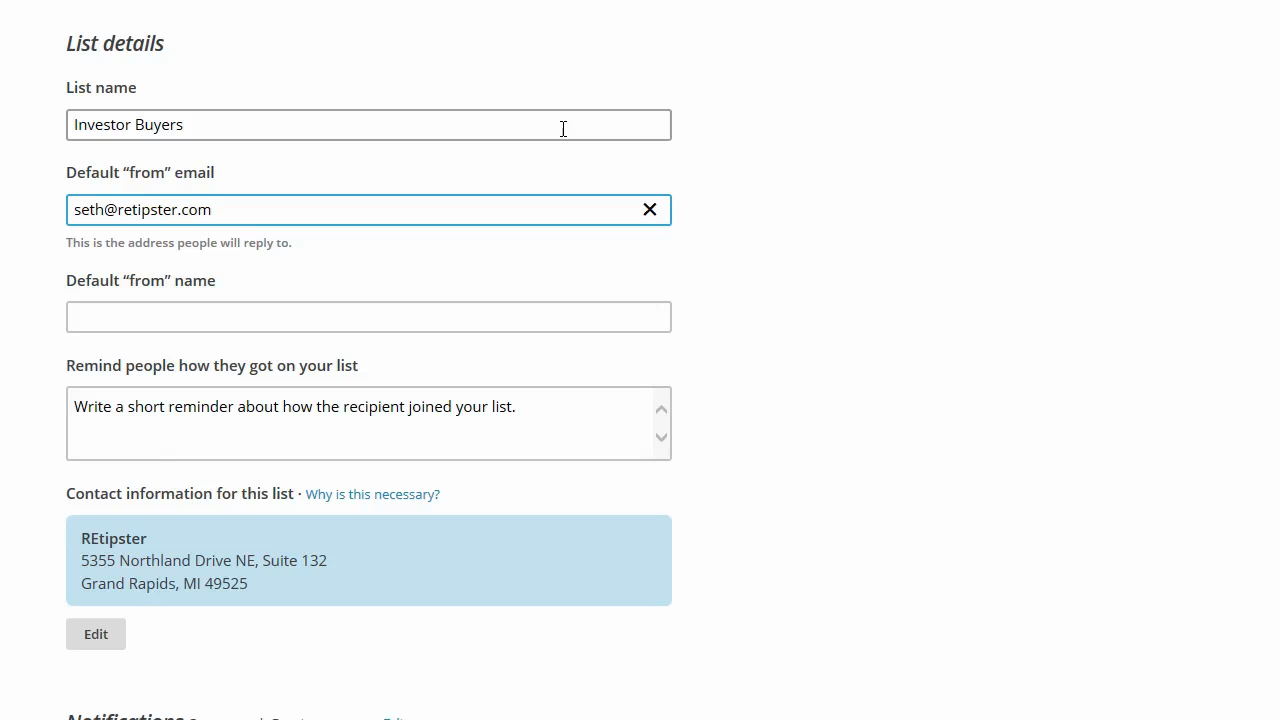 List details
List name
Investor Buyers
Default “from” email
seth@retipster.com
This is the address people will reply to.
Default “from” name
Remind people how they got on your list
Write a short reminder about how the recipient joined your list.
Contact information for this list · Why is this necessary?
REtipster
5355 Northland Drive NE, Suite 132
Grand Rapids, MI 49525
Edit
Notifications